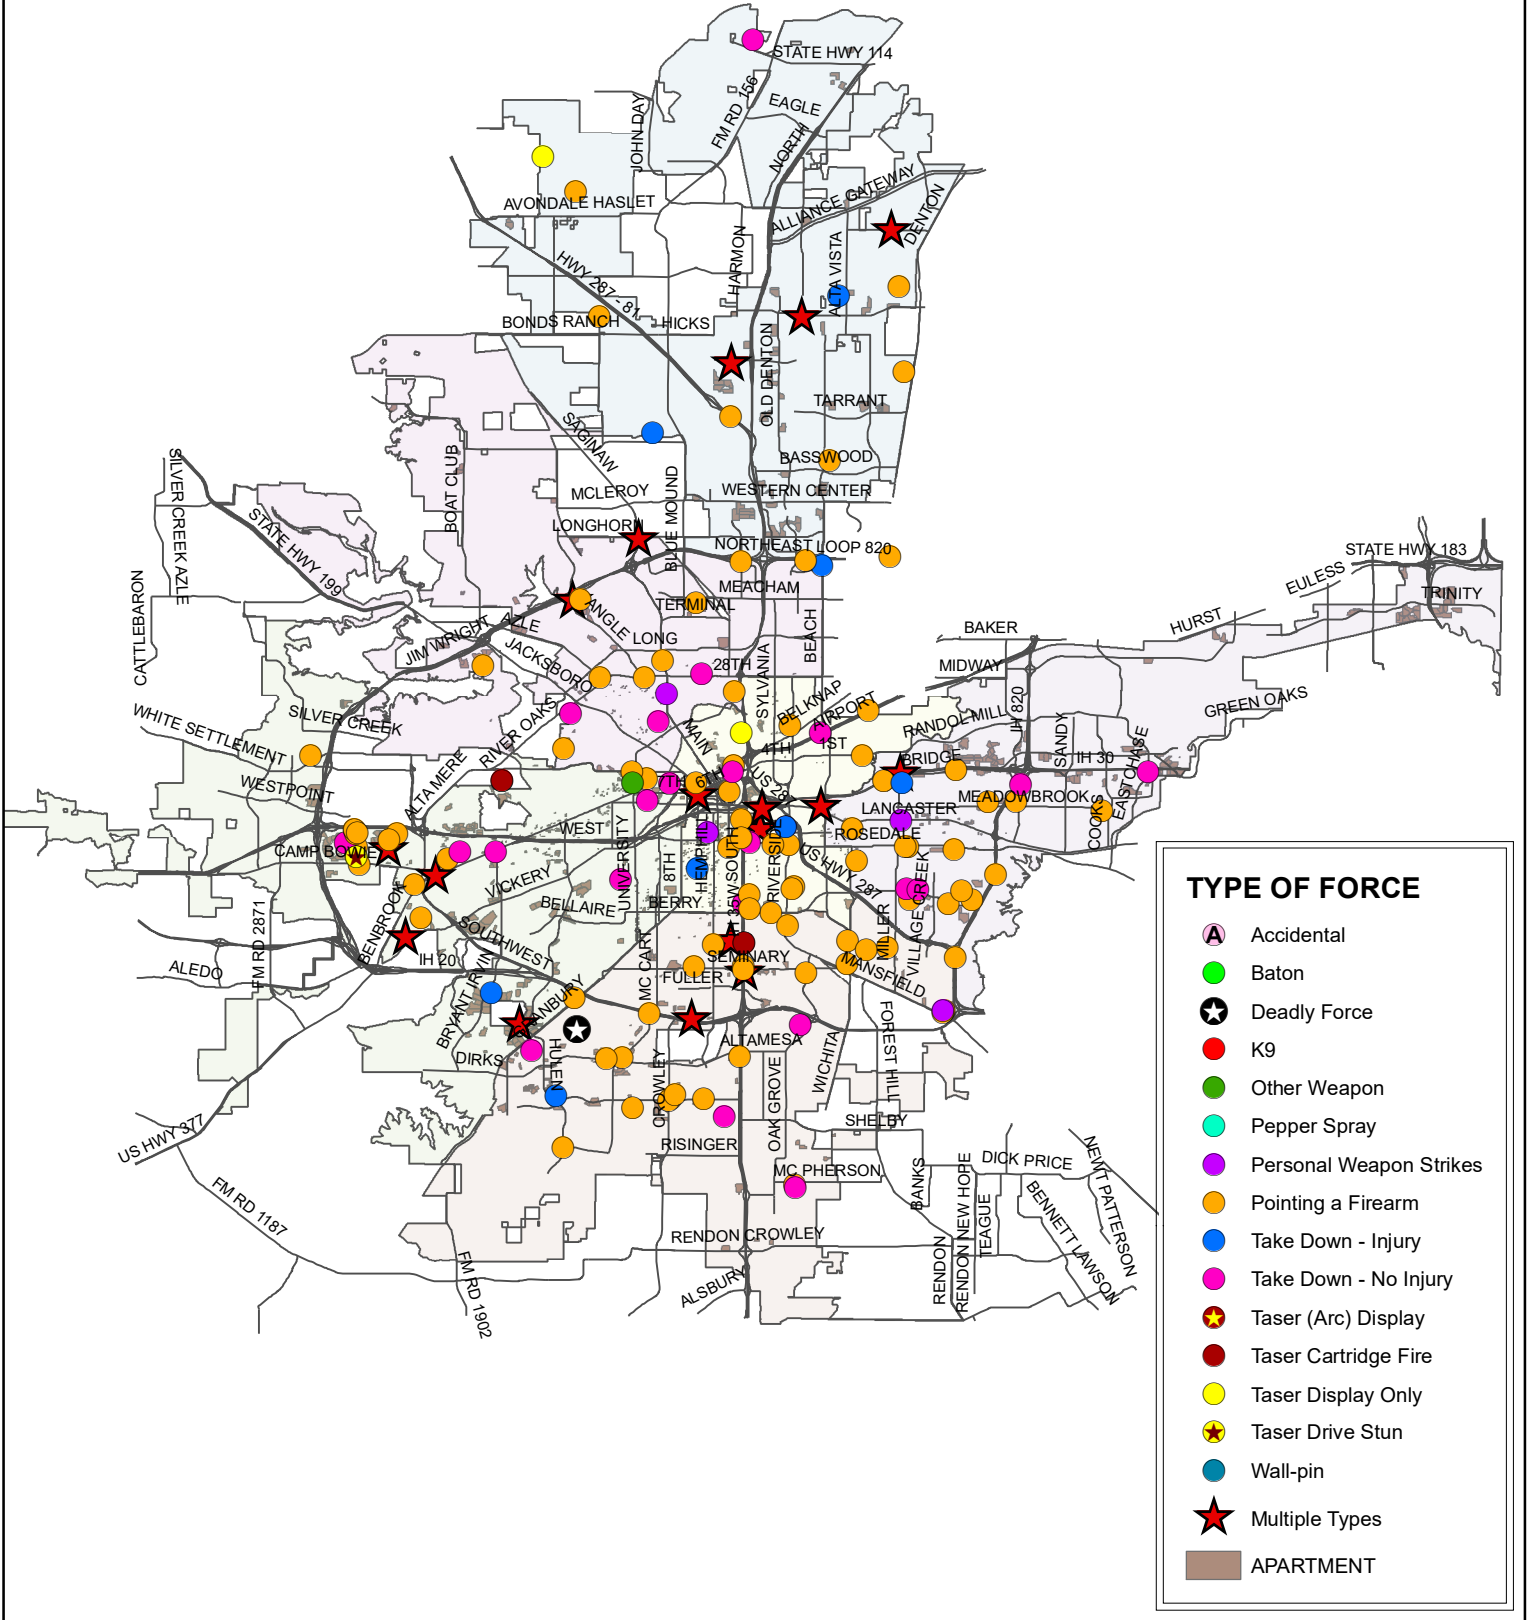 STATE HWY 114
FM RD 156
EAGLE
JOHN DAY
NORTH
ALLIANCE GATEWAY
DENTON
AVONDALE HASLET
HARMON
ALTA VISTA
HWY 287 - 81
BONDS RANCH
HICKS
OLD DENTON
TARRANT
SAGINAW
BASSWOOD
BOAT CLUB
MCLEROY
BLUE MOUND
WESTERN CENTER
SILVER CREEK AZLE
STATE HWY 199
LONGHORN
NORTHEAST LOOP 820
STATE HWY 183
EULESS
TRINITY
CATTLEBARON
MEACHAM
TERMINAL
ANGLE
AZLE
JIM WRIGHT
LONG
BEACH
HURST
BAKER
JACKSBORO
28TH
MIDWAY
SYLVANIA
WHITE SETTLEMENT
SILVER CREEK
RIVER OAKS
MAIN
BELKNAP
AIRPORT
RANDOL MILL
IH 820
GREEN OAKS
4TH
1ST
BRIDGE
SANDY
IH 30
EASTCHASE
WESTPOINT
ALTAMERE
7TH
6TH
US 287
LANCASTER
MEADOWBROOK
COOKS
WEST
UNIVERSITY
ROSEDALE
CAMP BOWIE
HEMPHILL
IH 35W SOUTH
RIVERSIDE
US HWY 287
8TH
VICKERY
BELLAIRE
BERRY
VILLAGE CREEK
MILLER
FM RD 2871
BENBROOK
SOUTHWEST
IH 20
ALEDO
MC CART
SEMINARY
FULLER
MANSFIELD
BRYANT IRVIN
GRANBURY
FOREST HILL
ALTAMESA
WICHITA
DIRKS
HULEN
CROWLEY
OAK GROVE
US HWY 377
SHELBY
RISINGER
MC PHERSON
BANKS
DICK PRICE
NEWT PATTERSON
FM RD 1187
RENDON NEW HOPE
TEAGUE
BENNETT LAWSON
RENDON CROWLEY
RENDON
FM RD 1902
ALSBURY
TYPE OF FORCE
A Accidental
Baton
Deadly Force
K9
Other Weapon
Pepper Spray
Personal Weapon Strikes
Pointing a Firearm
Take Down - Injury
Take Down - No Injury
Taser (Arc) Display
Taser Cartridge Fire
Taser Display Only
Taser Drive Stun
Wall-pin
Multiple Types
APARTMENT